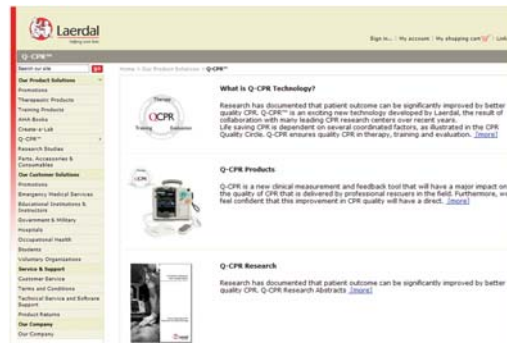 Laerdal
helping save lives
Sign in... | My account | My shopping cart
Q-CPR™
Search our site
go
Home > Our Product Solutions > Q-CPR™
Our Product Solutions
Promotions
Therapeutic Products
Training Products
AHA Books
Create-a-Lab
Q-CPR™
Research Studies
Parts, Accessories &
Consumables
Our Customer Solutions
Promotions
Emergency Medical Services
Educational Institutions &
Instructors
Government & Military
Hospitals
Occupational Health
Students
Voluntary Organizations
Service & Support
Customer Service
Terms and Conditions
Technical Service and Software
Support
Product Returns
Our Company
Our Company
Therapy
QCPR
Training
Evaluation
What is Q-CPR Technology?
Research has documented that patient outcome can be significantly improved by better
quality CPR. Q-CPR™ is an exciting new technology developed by Laerdal, the result of
collaboration with many leading CPR research centers over recent years.
Life saving CPR is dependent on several coordinated factors, as illustrated in the CPR
Quality Circle. Q-CPR ensures quality CPR in therapy, training and evaluation. [more]
QCPR
Q-CPR Products
Q-CPR is a new clinical measurement and feedback tool that will have a major impact on
the quality of CPR that is delivered by professional rescuers in the field. Furthermore, we
feel confident that this improvement in CPR quality will have a direct. [more]
Q-CPR Research
Research has documented that patient outcome can be significantly improved by better
quality CPR. Q-CPR Research Abstracts [more]